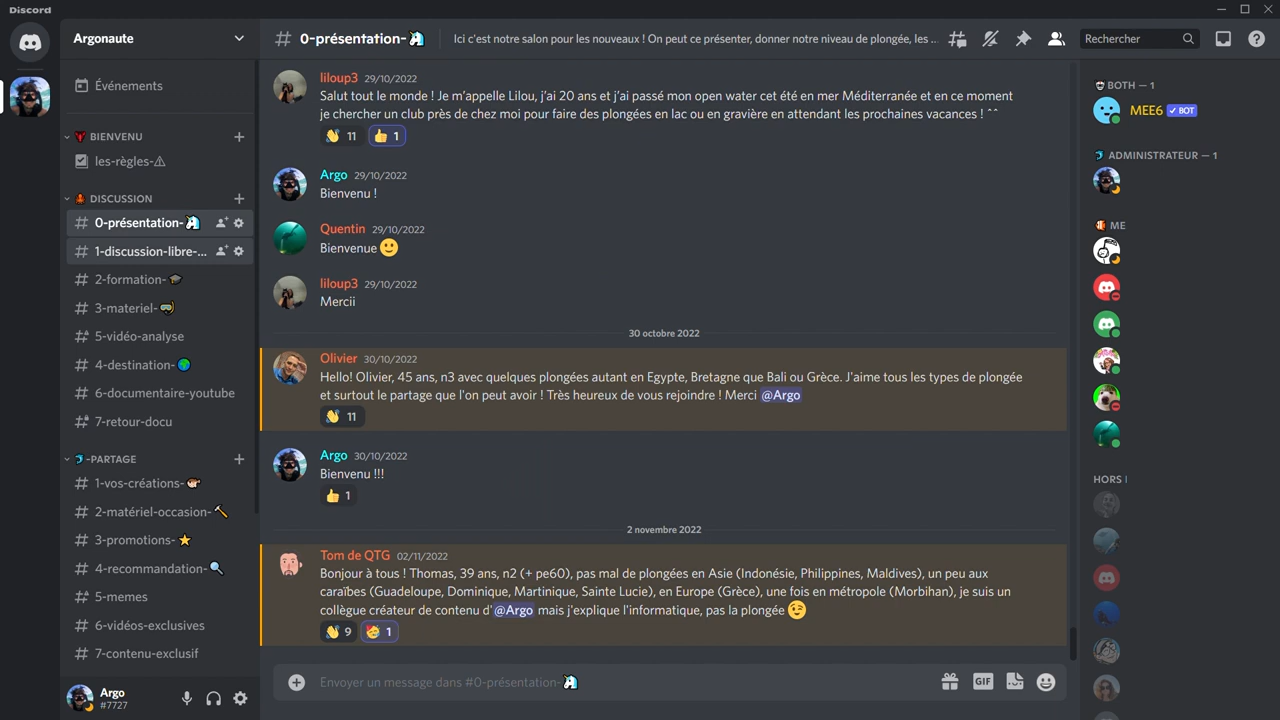 Discord
Argonaute
Événements
BIENVENU
les-règles-⚠
DISCUSSION
0-présentation-🦄
1-discussion-libre-...
2-formation-🎓
3-materiel-🤿
5-vidéo-analyse
4-destination-🌍
6-documentaire-youtube
7-retour-docu
-PARTAGE
1-vos-créations-
2-matériel-occasion-🔨
3-promotions-⭐
4-recommandation-🔍
5-memes
6-vidéos-exclusives
7-contenu-exclusif
Argo
#7727
# 0-présentation-🦄
Ici c'est notre salon pour les nouveaux ! On peut ce présenter, donner notre niveau de plongée, les ...
Rechercher
liloup3 29/10/2022
Salut tout le monde ! Je m'appelle Lilou, j'ai 20 ans et j'ai passé mon open water cet été en mer Méditerranée et en ce moment
je chercher un club près de chez moi pour faire des plongées en lac ou en gravière en attendant les prochaines vacances ! ^^
👋 11 👍 1
Argo 29/10/2022
Bienvenu !
Quentin 29/10/2022
Bienvenue 🙂
liloup3 29/10/2022
Mercii
30 octobre 2022
Olivier 30/10/2022
Hello! Olivier, 45 ans, n3 avec quelques plongées autant en Egypte, Bretagne que Bali ou Grèce. J'aime tous les types de plongée
et surtout le partage que l'on peut avoir ! Très heureux de vous rejoindre ! Merci @Argo
👋 11
Argo 30/10/2022
Bienvenu !!!
👍 1
2 novembre 2022
Tom de QTG 02/11/2022
Bonjour à tous ! Thomas, 39 ans, n2 (+ pe60), pas mal de plongées en Asie (Indonésie, Philippines, Maldives), un peu aux
caraïbes (Guadeloupe, Dominique, Martinique, Sainte Lucie), en Europe (Grèce), une fois en métropole (Morbihan), je suis un
collègue créateur de contenu d'@Argo mais j'explique l'informatique, pas la plongée 😉
👋 9 🥳 1
Envoyer un message dans #0-présentation-🦄
GIF
BOTH — 1
MEE6 ✓ BOT
ADMINISTRATEUR — 1
ME
HORS